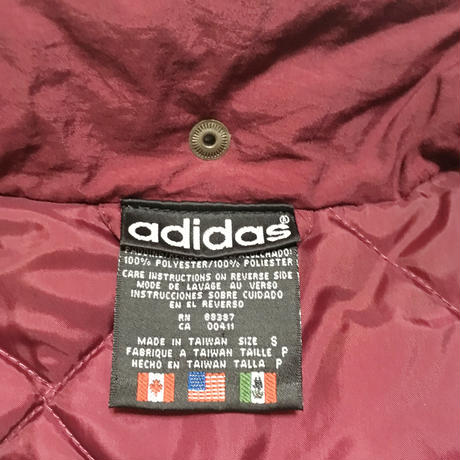 adidas®
100% POLYESTER/100% POLIESTER
CARE INSTRUCTIONS ON REVERSE SIDE
MODE DE LAVAGE AU VERSO
INSTRUCCIONES SOBRE CUIDADO
EN EL REVERSO
RN 88387
CA 00411
MADE IN TAIWAN SIZE S
FABRIQUE A TAIWAN TAILLE P
HECHO EN TAIWAN TALLA P